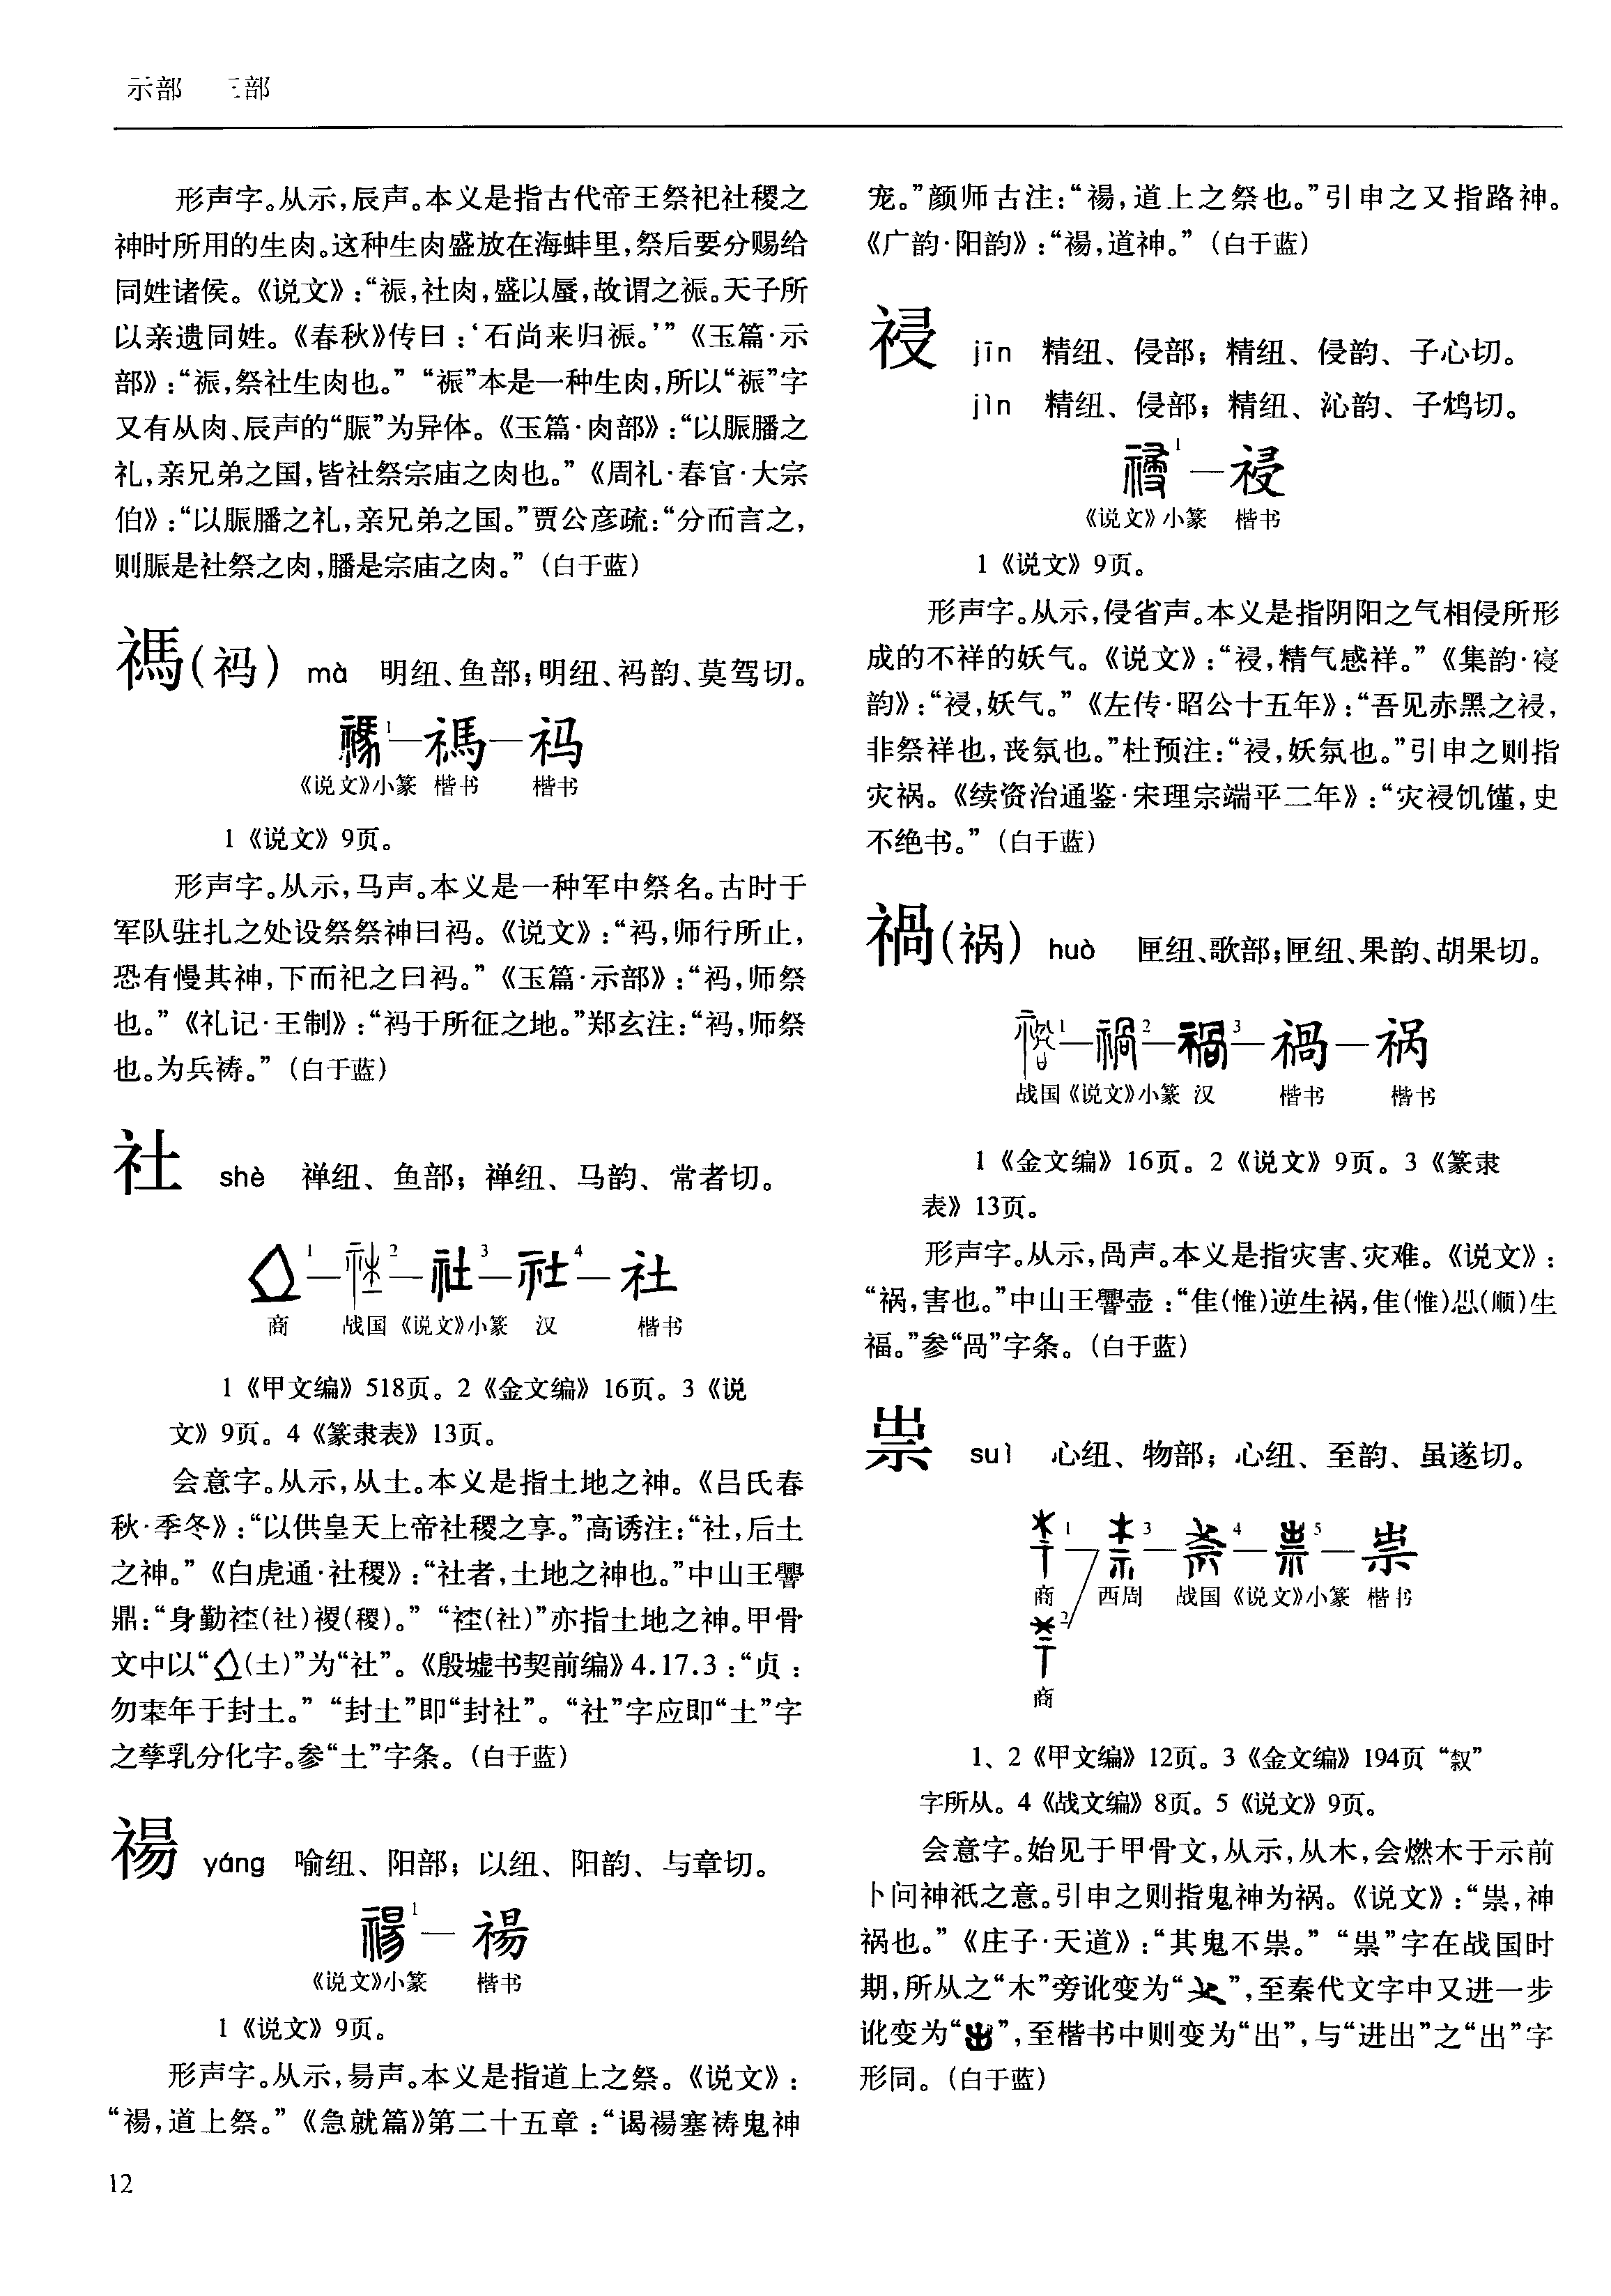 示部 三部
形声字。从示，辰声。本义是指古代帝王祭祀社稷之
神时所用的生肉。这种生肉盛放在海蚌里，祭后要分赐给
同姓诸侯。《说文》：“祳，社肉，盛以蜃，故谓之祳。天子所
以亲遗同姓。《春秋》传曰：‘石尚来归祳。’”《玉篇·示
部》：“祳，祭社生肉也。”“祳”本是一种生肉，所以“祳”字
又有从肉、辰声的“脤”为异体。《玉篇·肉部》：“以脤膰之
礼，亲兄弟之国，皆社祭宗庙之肉也。”《周礼·春官·大宗
伯》：“以脤膰之礼，亲兄弟之国。”贾公彦疏：“分而言之，
则脤是社祭之肉，膰是宗庙之肉。”（白于蓝）
禡(祃) mà 明纽、鱼部；明纽、祃韵、莫驾切。
禡1—禡—祃
《说文》小篆 楷书 楷书
1《说文》9页。
形声字。从示，马声。本义是一种军中祭名。古时于
军队驻扎之处设祭祭神曰祃。《说文》：“祃，师行所止，
恐有慢其神，下而祀之曰祃。”《玉篇·示部》：“祃，师祭
也。”《礼记·王制》：“祃于所征之地。”郑玄注：“祃，师祭
也。为兵祷。”（白于蓝）
社 shè 禅纽、鱼部；禅纽、马韵、常者切。
1—2—社3—社4—社
商 战国《说文》小篆 汉 楷书
1《甲文编》518页。2《金文编》16页。3《说
文》9页。4《篆隶表》13页。
会意字。从示，从土。本义是指土地之神。《吕氏春
秋·季冬》：“以供皇天上帝社稷之享。”高诱注：“社，后土
之神。”《白虎通·社稷》：“社者，土地之神也。”中山王䰜
鼎：“身勤𥙭(社)禝(稷)。”“𥙭(社)”亦指土地之神。甲骨
文中以“(土)”为“社”。《殷墟书契前编》4.17.3：“贞：
勿𠦪年于封土。”“封土”即“封社”。“社”字应即“土”字
之孳乳分化字。参“土”字条。（白于蓝）
禓 yáng 喻纽、阳部；以纽、阳韵、与章切。
禓1—禓
《说文》小篆 楷书
1《说文》9页。
形声字。从示，昜声。本义是指道上之祭。《说文》：
“禓，道上祭。”《急就篇》第二十五章：“谒禓塞祷鬼神
12
宠。”颜师古注：“禓，道上之祭也。”引申之又指路神。
《广韵·阳韵》：“禓，道神。”（白于蓝）
祲 jīn 精纽、侵部；精纽、侵韵、子心切。
jìn 精纽、侵部；精纽、沁韵、子鸩切。
祲1—祲
《说文》小篆 楷书
1《说文》9页。
形声字。从示，侵省声。本义是指阴阳之气相侵所形
成的不祥的妖气。《说文》：“祲，精气感祥。”《集韵·寝
韵》：“祲，妖气。”《左传·昭公十五年》：“吾见赤黑之祲，
非祭祥也，丧氛也。”杜预注：“祲，妖氛也。”引申之则指
灾祸。《续资治通鉴·宋理宗端平二年》：“灾祲饥馑，史
不绝书。”（白于蓝）
禍(祸) huò 匣纽、歌部；匣纽、果韵、胡果切。
1—禍2—禍3—禍—祸
战国《说文》小篆 汉 楷书 楷书
1《金文编》16页。2《说文》9页。3《篆隶
表》13页。
形声字。从示，咼声。本义是指灾害、灾难。《说文》：
“祸，害也。”中山王䰜壶：“隹(惟)逆生祸，隹(惟)𢘓(顺)生
福。”参“咼”字条。（白于蓝）
祟 suì 心纽、物部；心纽、至韵、虽遂切。
1—3—4—祟5—祟
商 西周 战国《说文》小篆 楷书
2
商
1、2《甲文编》12页。3《金文编》194页“叙”
字所从。4《战文编》8页。5《说文》9页。
会意字。始见于甲骨文，从示，从木，会燃木于示前
卜问神祇之意。引申之则指鬼神为祸。《说文》：“祟，神
祸也。”《庄子·天道》：“其鬼不祟。”“祟”字在战国时
期，所从之“木”旁讹变为“”，至秦代文字中又进一步
讹变为“”，至楷书中则变为“出”，与“进出”之“出”字
形同。（白于蓝）